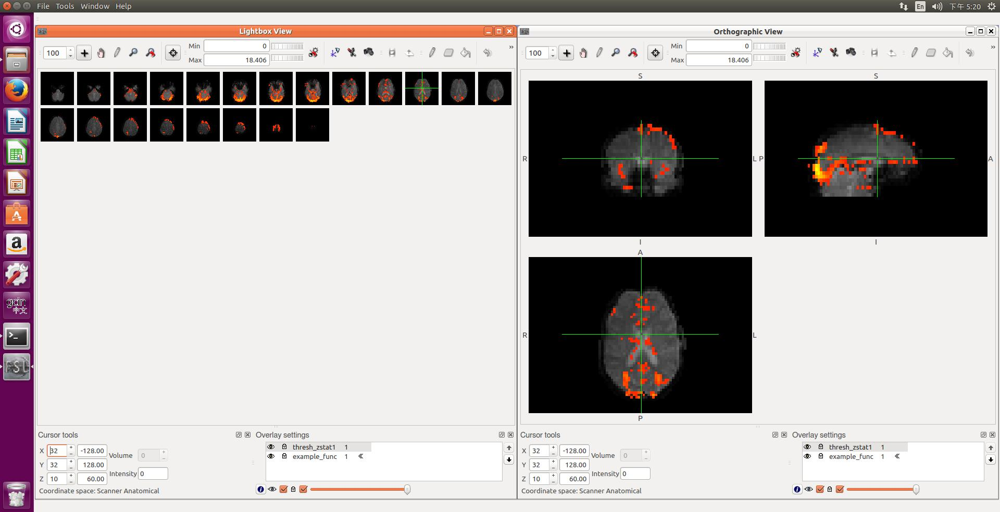 File Tools Window Help
En 下午 5:20
Lightbox View
100 Min 0
Max 18.406 »
Cursor tools
X 32 -128.00 Volume 0
Y 32 128.00
Z 10 60.00 Intensity 0
Coordinate space: Scanner Anatomical
Overlay settings
thresh_zstat1 1
example_func 1
Orthographic View
100 Min 0
Max 18.406 »
S S
R L P A
I I
A
R L
P
Cursor tools
X 32 -128.00 Volume 0
Y 32 128.00
Z 10 60.00 Intensity 0
Coordinate space: Scanner Anatomical
Overlay settings
thresh_zstat1 1
example_func 1
A
a
gcin
中文
>_
FSL